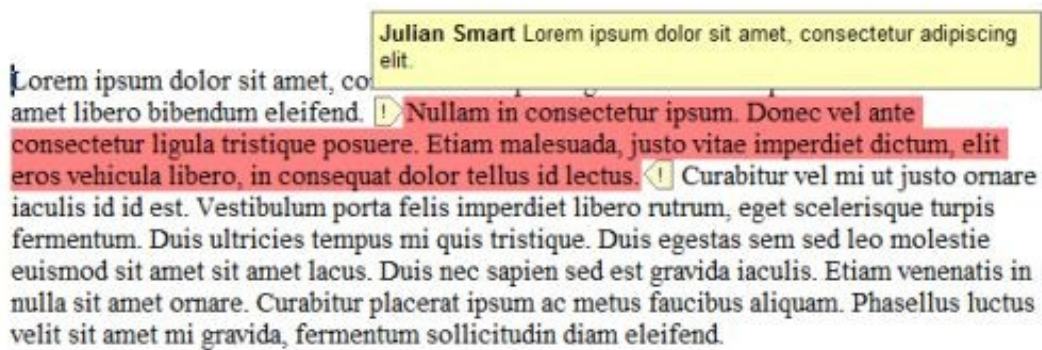 Julian Smart Lorem ipsum dolor sit amet, consectetur adipiscing
elit.
Lorem ipsum dolor sit amet,
amet libero bibendum eleifend. ! Nullam in consectetur ipsum. Donec vel ante
consectetur ligula tristique posuere. Etiam malesuada, justo vitae imperdiet dictum, elit
eros vehicula libero, in consequat dolor tellus id lectus. ! Curabitur vel mi ut justo ornare
iaculis id id est. Vestibulum porta felis imperdiet libero rutrum, eget scelerisque turpis
fermentum. Duis ultricies tempus mi quis tristique. Duis egestas sem sed leo molestie
euismod sit amet sit amet lacus. Duis nec sapien sed est gravida iaculis. Etiam venenatis in
nulla sit amet ornare. Curabitur placerat ipsum ac metus faucibus aliquam. Phasellus luctus
velit sit amet mi gravida, fermentum sollicitudin diam eleifend.